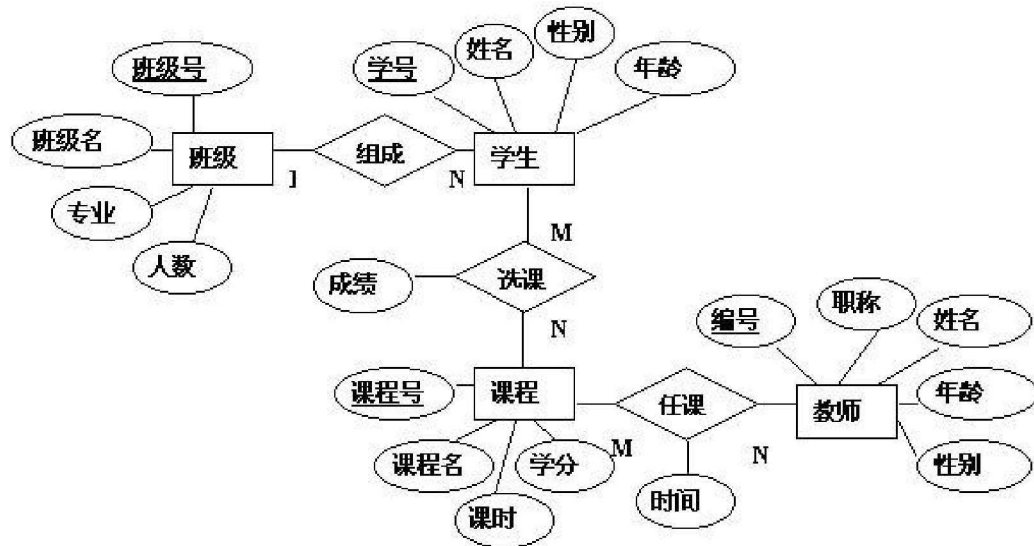 班级号
学号
姓名
性别
年龄
班级名
班级
组成
学生
1
N
专业
人数
M
成绩
选课
N
编号
职称
姓名
课程号
课程
任课
教师
年龄
课程名
学分
M
N
性别
课时
时间